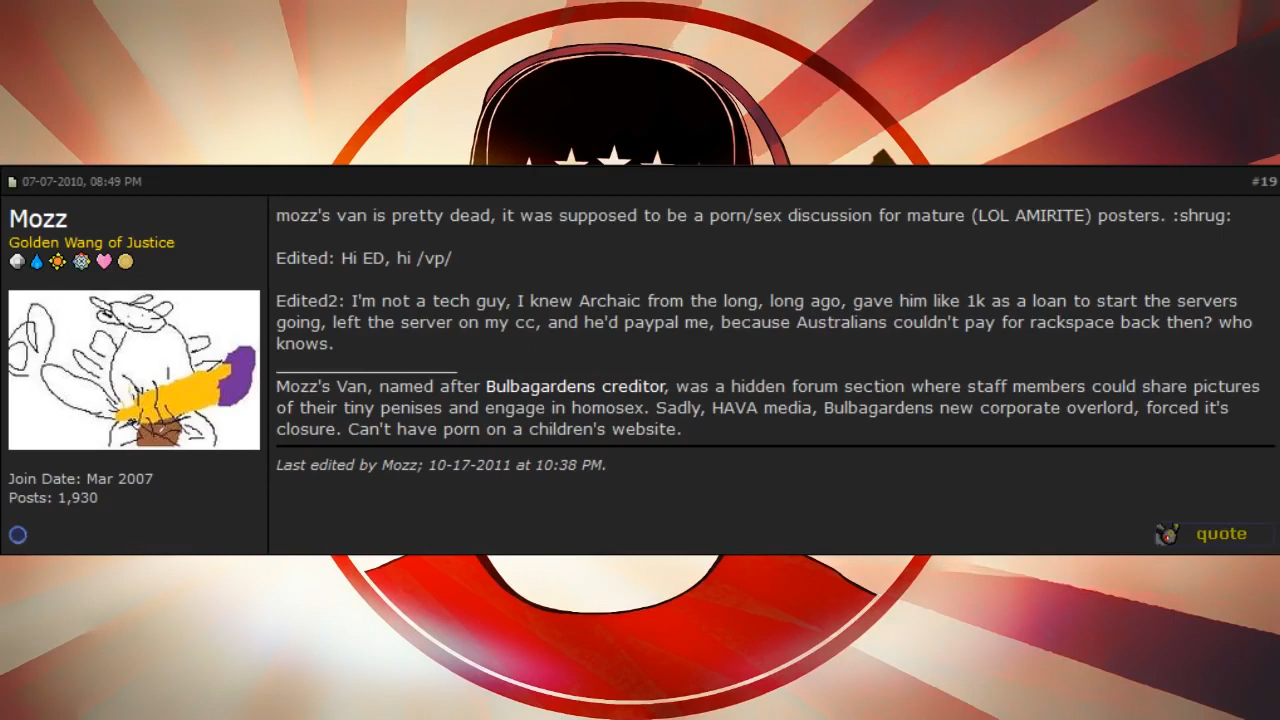 07-07-2010, 08:49 PM
#19
Mozz
Golden Wang of Justice
Join Date: Mar 2007
Posts: 1,930
mozz's van is pretty dead, it was supposed to be a porn/sex discussion for mature (LOL AMIRITE) posters. :shrug:
Edited: Hi ED, hi /vp/
Edited2: I'm not a tech guy, I knew Archaic from the long, long ago, gave him like 1k as a loan to start the servers
going, left the server on my cc, and he'd paypal me, because Australians couldn't pay for rackspace back then? who
knows.
Mozz's Van, named after Bulbagardens creditor, was a hidden forum section where staff members could share pictures
of their tiny penises and engage in homosex. Sadly, HAVA media, Bulbagardens new corporate overlord, forced it's
closure. Can't have porn on a children's website.
Last edited by Mozz; 10-17-2011 at 10:38 PM.
quote